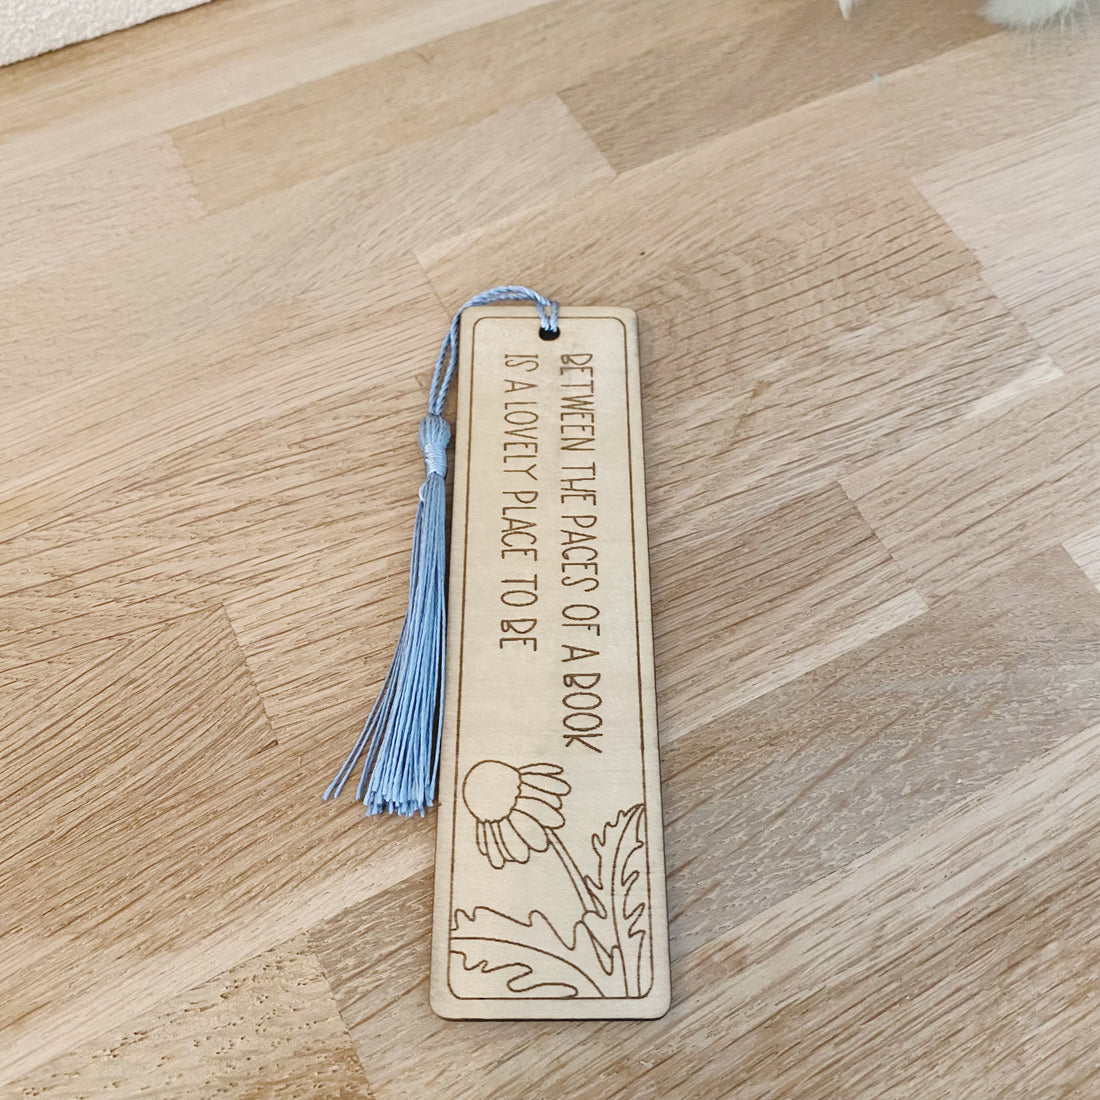 BETWEEN THE PAGES OF A BOOK
IS A LOVELY PLACE TO BE